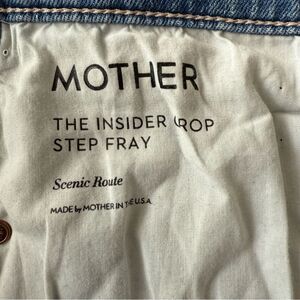 MOTHER
THE INSIDER CROP
STEP FRAY
Scenic Route
MADE by MOTHER IN THE U.S.A.